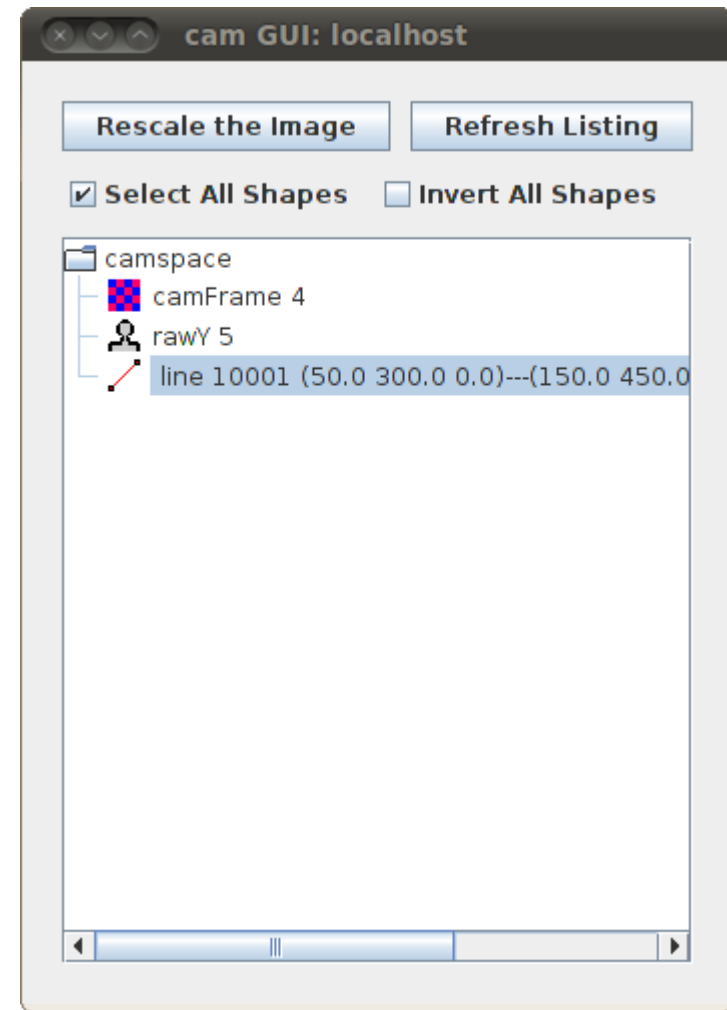 cam GUI: localhost
Rescale the Image Refresh Listing
Select All Shapes Invert All Shapes
camspace
camFrame 4
rawY 5
line 10001 (50.0 300.0 0.0)---(150.0 450.0